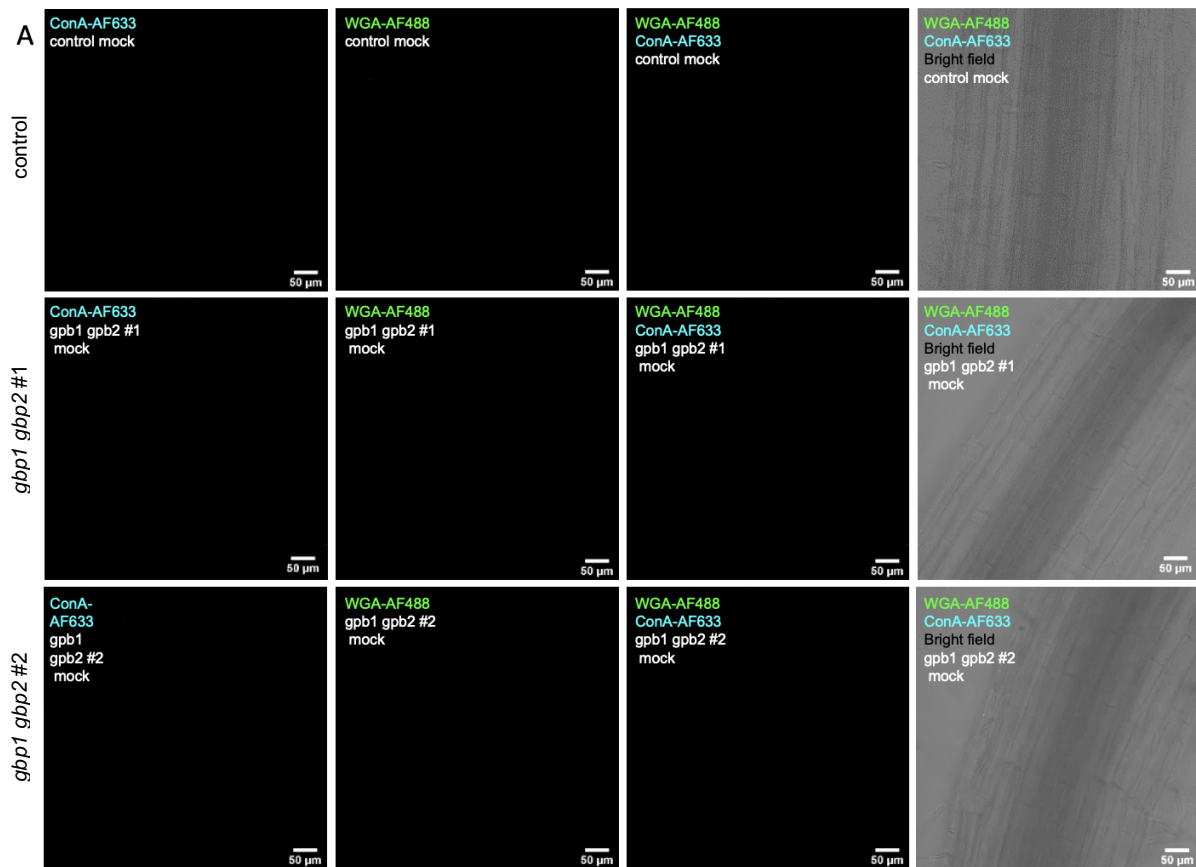 A
control
ConA-AF633
control mock
50 µm
WGA-AF488
control mock
50 µm
WGA-AF488
ConA-AF633
control mock
50 µm
WGA-AF488
ConA-AF633
Bright field
control mock
50 µm
gbp1 gbp2 #1
ConA-AF633
gpb1 gpb2 #1
mock
50 µm
WGA-AF488
gpb1 gpb2 #1
mock
50 µm
WGA-AF488
ConA-AF633
gpb1 gpb2 #1
mock
50 µm
WGA-AF488
ConA-AF633
Bright field
gpb1 gpb2 #1
mock
50 µm
gbp1 gbp2 #2
ConA-
AF633
gpb1
gpb2 #2
mock
50 µm
WGA-AF488
gpb1 gpb2 #2
mock
50 µm
WGA-AF488
ConA-AF633
gpb1 gpb2 #2
mock
50 µm
WGA-AF488
ConA-AF633
Bright field
gpb1 gpb2 #2
mock
50 µm